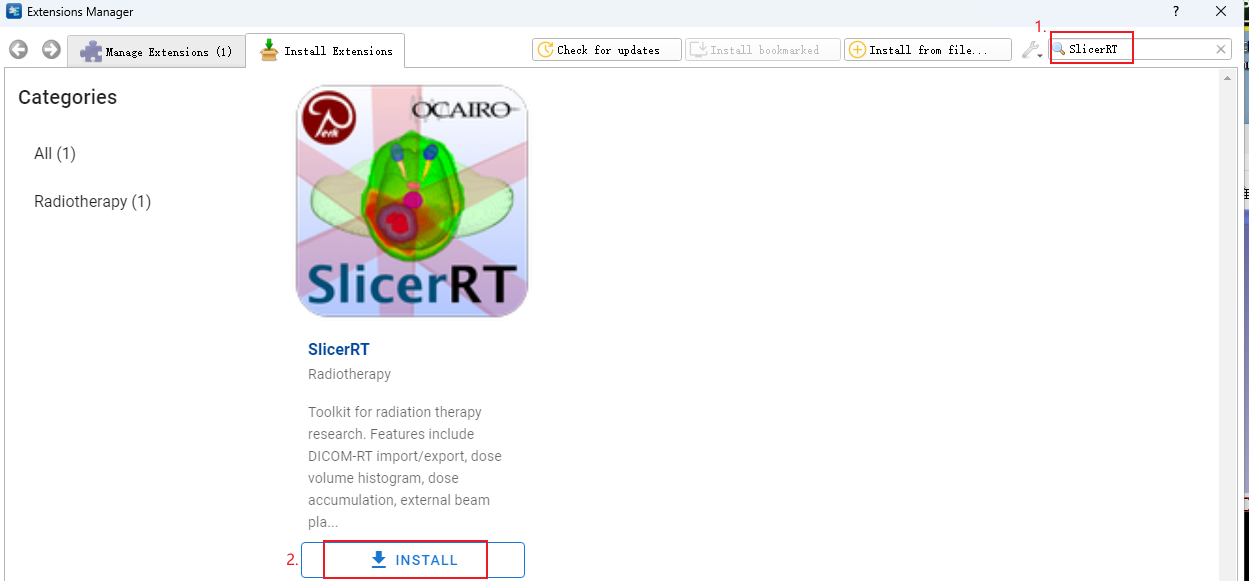 Extensions Manager
?
1.
Manage Extensions (1)
Install Extensions
Check for updates
Install bookmarked
Install from file...
SlicerRT
Categories
All (1)
Radiotherapy (1)
Perk
OCAIRO
SlicerRT
SlicerRT
Radiotherapy
Toolkit for radiation therapy
research. Features include
DICOM-RT import/export, dose
volume histogram, dose
accumulation, external beam
pla...
2.
INSTALL